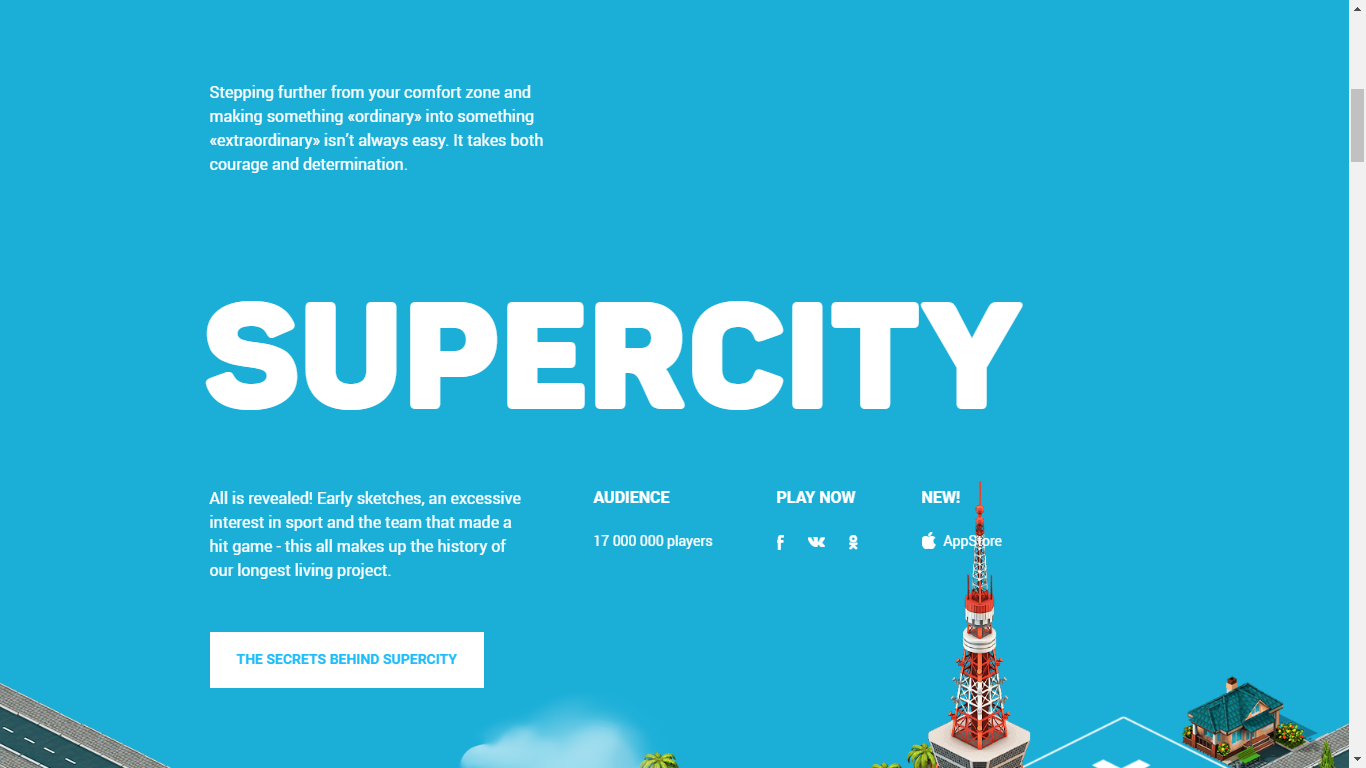 Stepping further from your comfort zone and
making something «ordinary» into something
«extraordinary» isn’t always easy. It takes both
courage and determination.
SUPERCITY
All is revealed! Early sketches, an excessive
interest in sport and the team that made a
hit game - this all makes up the history of
our longest living project.
THE SECRETS BEHIND SUPERCITY
AUDIENCE
17 000 000 players
PLAY NOW
NEW!
AppStore